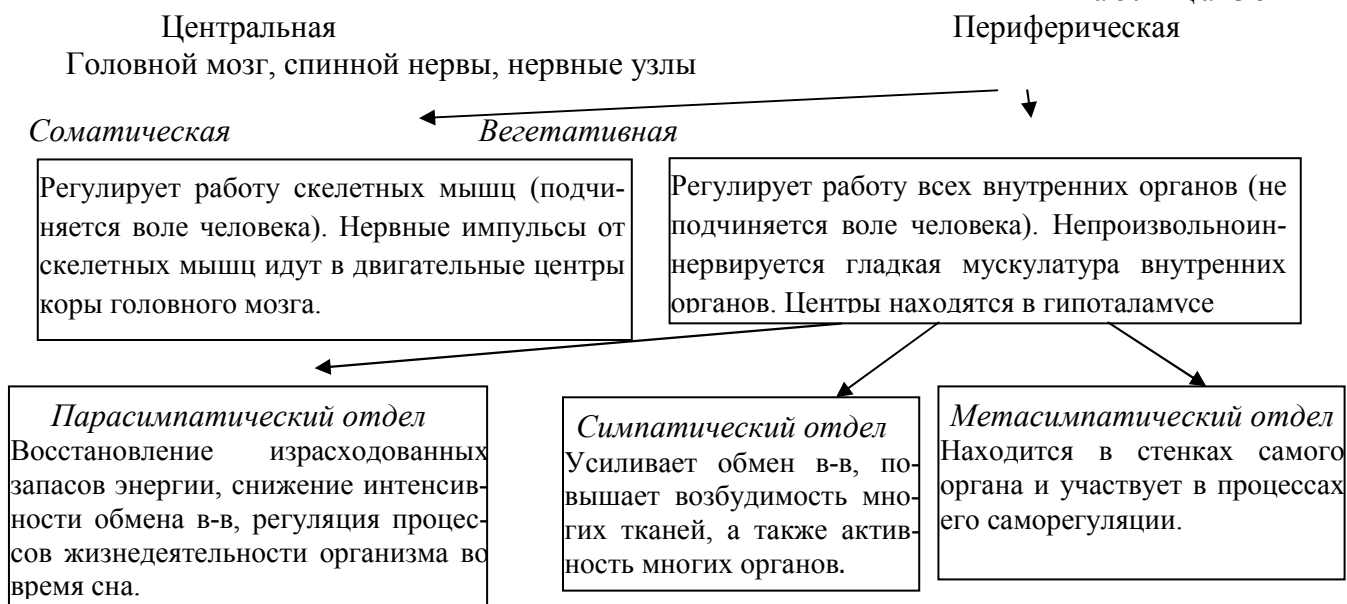 Центральная Периферическая
Головной мозг, спинной нервы, нервные узлы
Соматическая Вегетативная
Регулирует работу скелетных мышц (подчи-
няется воле человека). Нервные импульсы от
скелетных мышц идут в двигательные центры
коры головного мозга.
Регулирует работу всех внутренних органов (не
подчиняется воле человека). Непроизвольноин-
нервируется гладкая мускулатура внутренних
органов. Центры находятся в гипоталамусе
Парасимпатический отдел
Восстановление израсходованных
запасов энергии, снижение интенсив-
ности обмена в-в, регуляция процес-
сов жизнедеятельности организма во
время сна.
Симпатический отдел
Усиливает обмен в-в, по-
вышает возбудимость мно-
гих тканей, а также актив-
ность многих органов.
Метасимпатический отдел
Находится в стенках самого
органа и участвует в процессах
его саморегуляции.